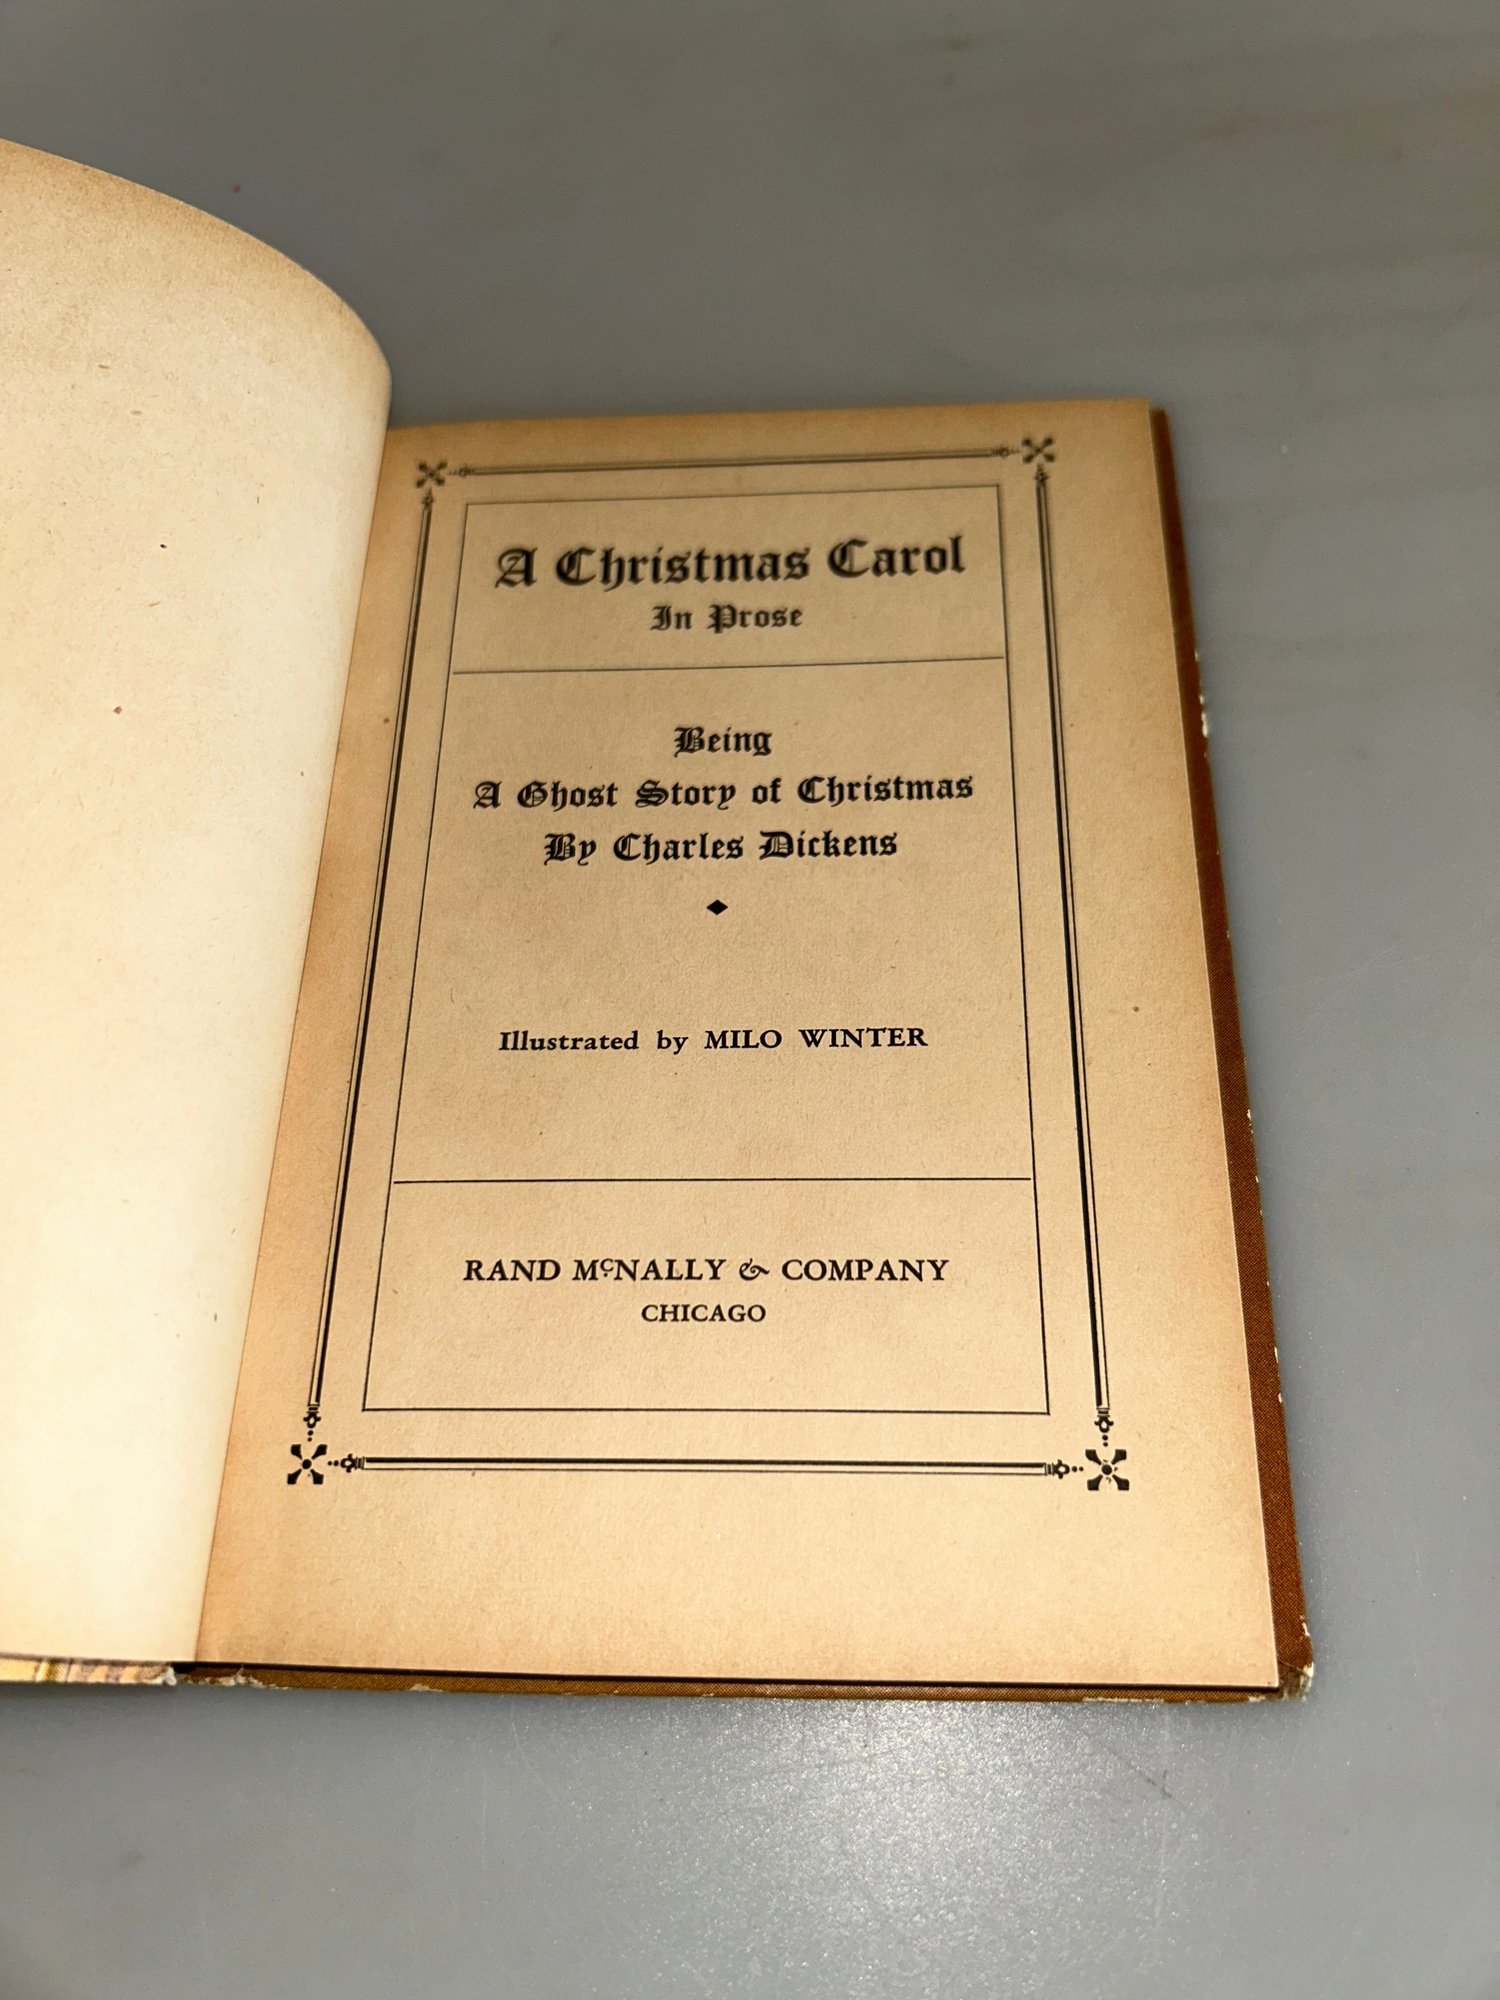 A Christmas Carol
In Prose
Being
A Ghost Story of Christmas
By Charles Dickens
Illustrated by MILO WINTER
RAND MᶜNALLY & COMPANY
CHICAGO